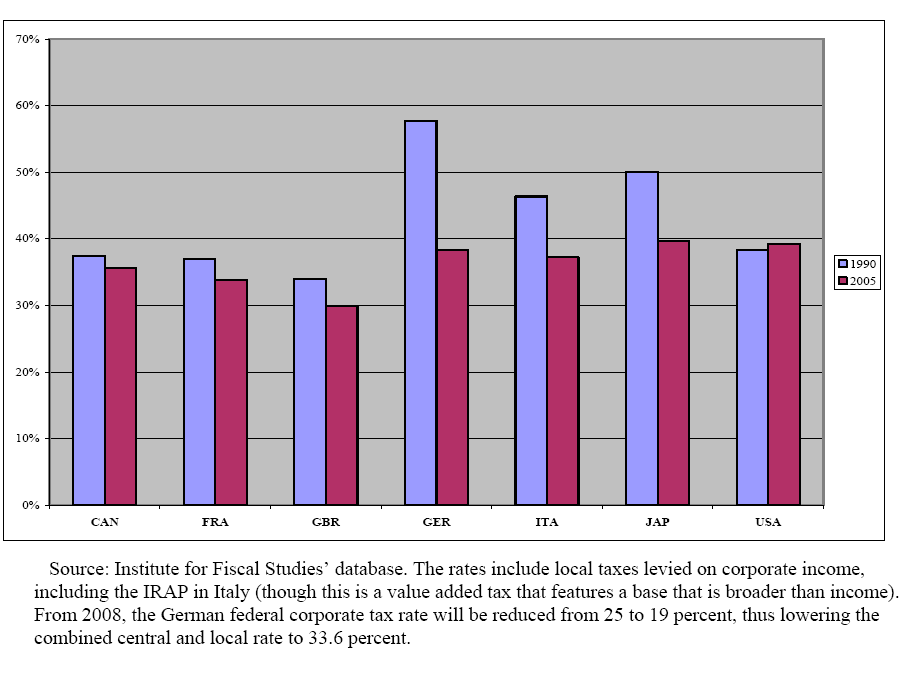 70%
60%
50%
40%
30%
20%
10%
0%
CAN FRA GBR GER ITA JAP USA
1990
2005
Source: Institute for Fiscal Studies’ database. The rates include local taxes levied on corporate income,
including the IRAP in Italy (though this is a value added tax that features a base that is broader than income).
From 2008, the German federal corporate tax rate will be reduced from 25 to 19 percent, thus lowering the
combined central and local rate to 33.6 percent.